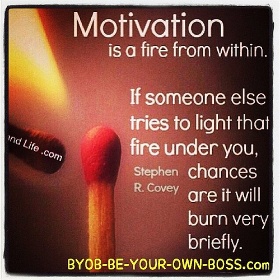 Motivation
is a fire from within.
If someone else
tries to light that
fire under you,
Stephen
R. Covey
chances
are it will
burn very
briefly.
nd Life .com
BYOB-BE-YOUR-OWN-BOSS.com